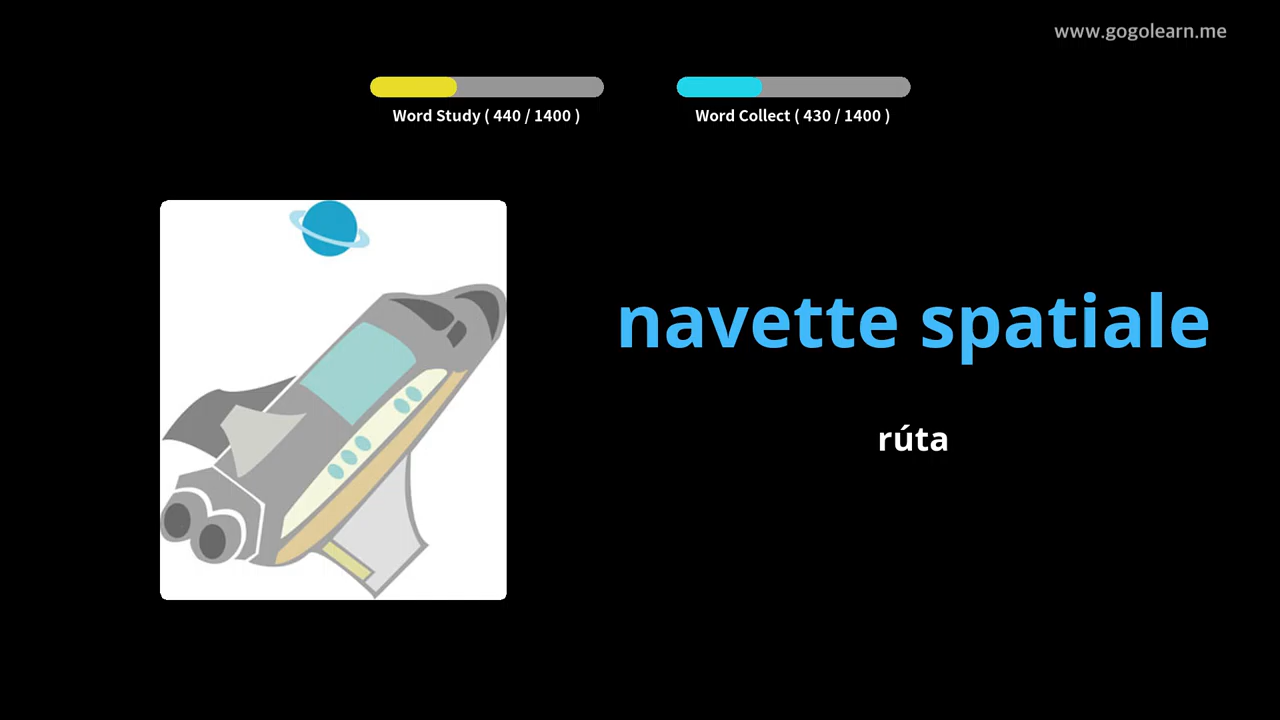 www.gogolearn.me
Word Study ( 440 / 1400 )
Word Collect ( 430 / 1400 )
navette spatiale
rúta